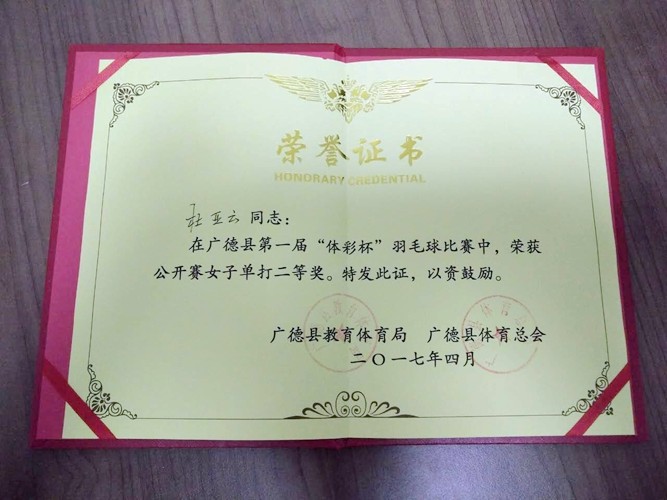 荣誉证书
HONORARY CREDENTIAL
杜亚云 同志：
在广德县第一届“体彩杯”羽毛球比赛中，荣获
公开赛女子单打二等奖。特发此证，以资鼓励。
广德县教育体育局 广德县体育总会
二〇一七年四月